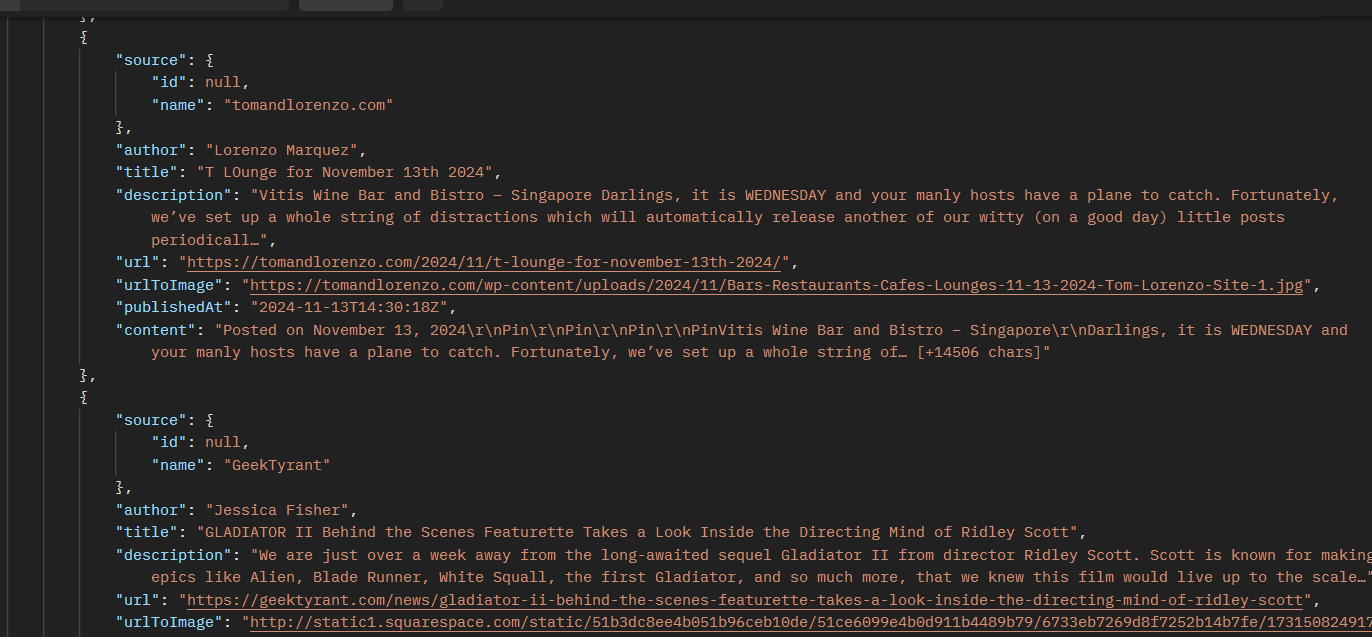 },
{
"source": {
"id": null,
"name": "tomandlorenzo.com"
},
"author": "Lorenzo Marquez",
"title": "T LOunge for November 13th 2024",
"description": "Vitis Wine Bar and Bistro – Singapore Darlings, it is WEDNESDAY and your manly hosts have a plane to catch. Fortunately,
we’ve set up a whole string of distractions which will automatically release another of our witty (on a good day) little posts
periodicall…",
"url": "https://tomandlorenzo.com/2024/11/t-lounge-for-november-13th-2024/",
"urlToImage": "https://tomandlorenzo.com/wp-content/uploads/2024/11/Bars-Restaurants-Cafes-Lounges-11-13-2024-Tom-Lorenzo-Site-1.jpg",
"publishedAt": "2024-11-13T14:30:18Z",
"content": "Posted on November 13, 2024\r\nPin\r\nPin\r\nPin\r\nPinVitis Wine Bar and Bistro – Singapore\r\nDarlings, it is WEDNESDAY and
your manly hosts have a plane to catch. Fortunately, we’ve set up a whole string of… [+14506 chars]"
},
{
"source": {
"id": null,
"name": "GeekTyrant"
},
"author": "Jessica Fisher",
"title": "GLADIATOR II Behind the Scenes Featurette Takes a Look Inside the Directing Mind of Ridley Scott",
"description": "We are just over a week away from the long-awaited sequel Gladiator II from director Ridley Scott. Scott is known for making
epics like Alien, Blade Runner, White Squall, the first Gladiator, and so much more, that we knew this film would live up to the scale…"
"url": "https://geektyrant.com/news/gladiator-ii-behind-the-scenes-featurette-takes-a-look-inside-the-directing-mind-of-ridley-scott",
"urlToImage": "http://static1.squarespace.com/static/51b3dc8ee4b051b96ceb10de/51ce6099e4b0d911b4489b79/6733eb7269d8f7252b14b7fe/173150824917